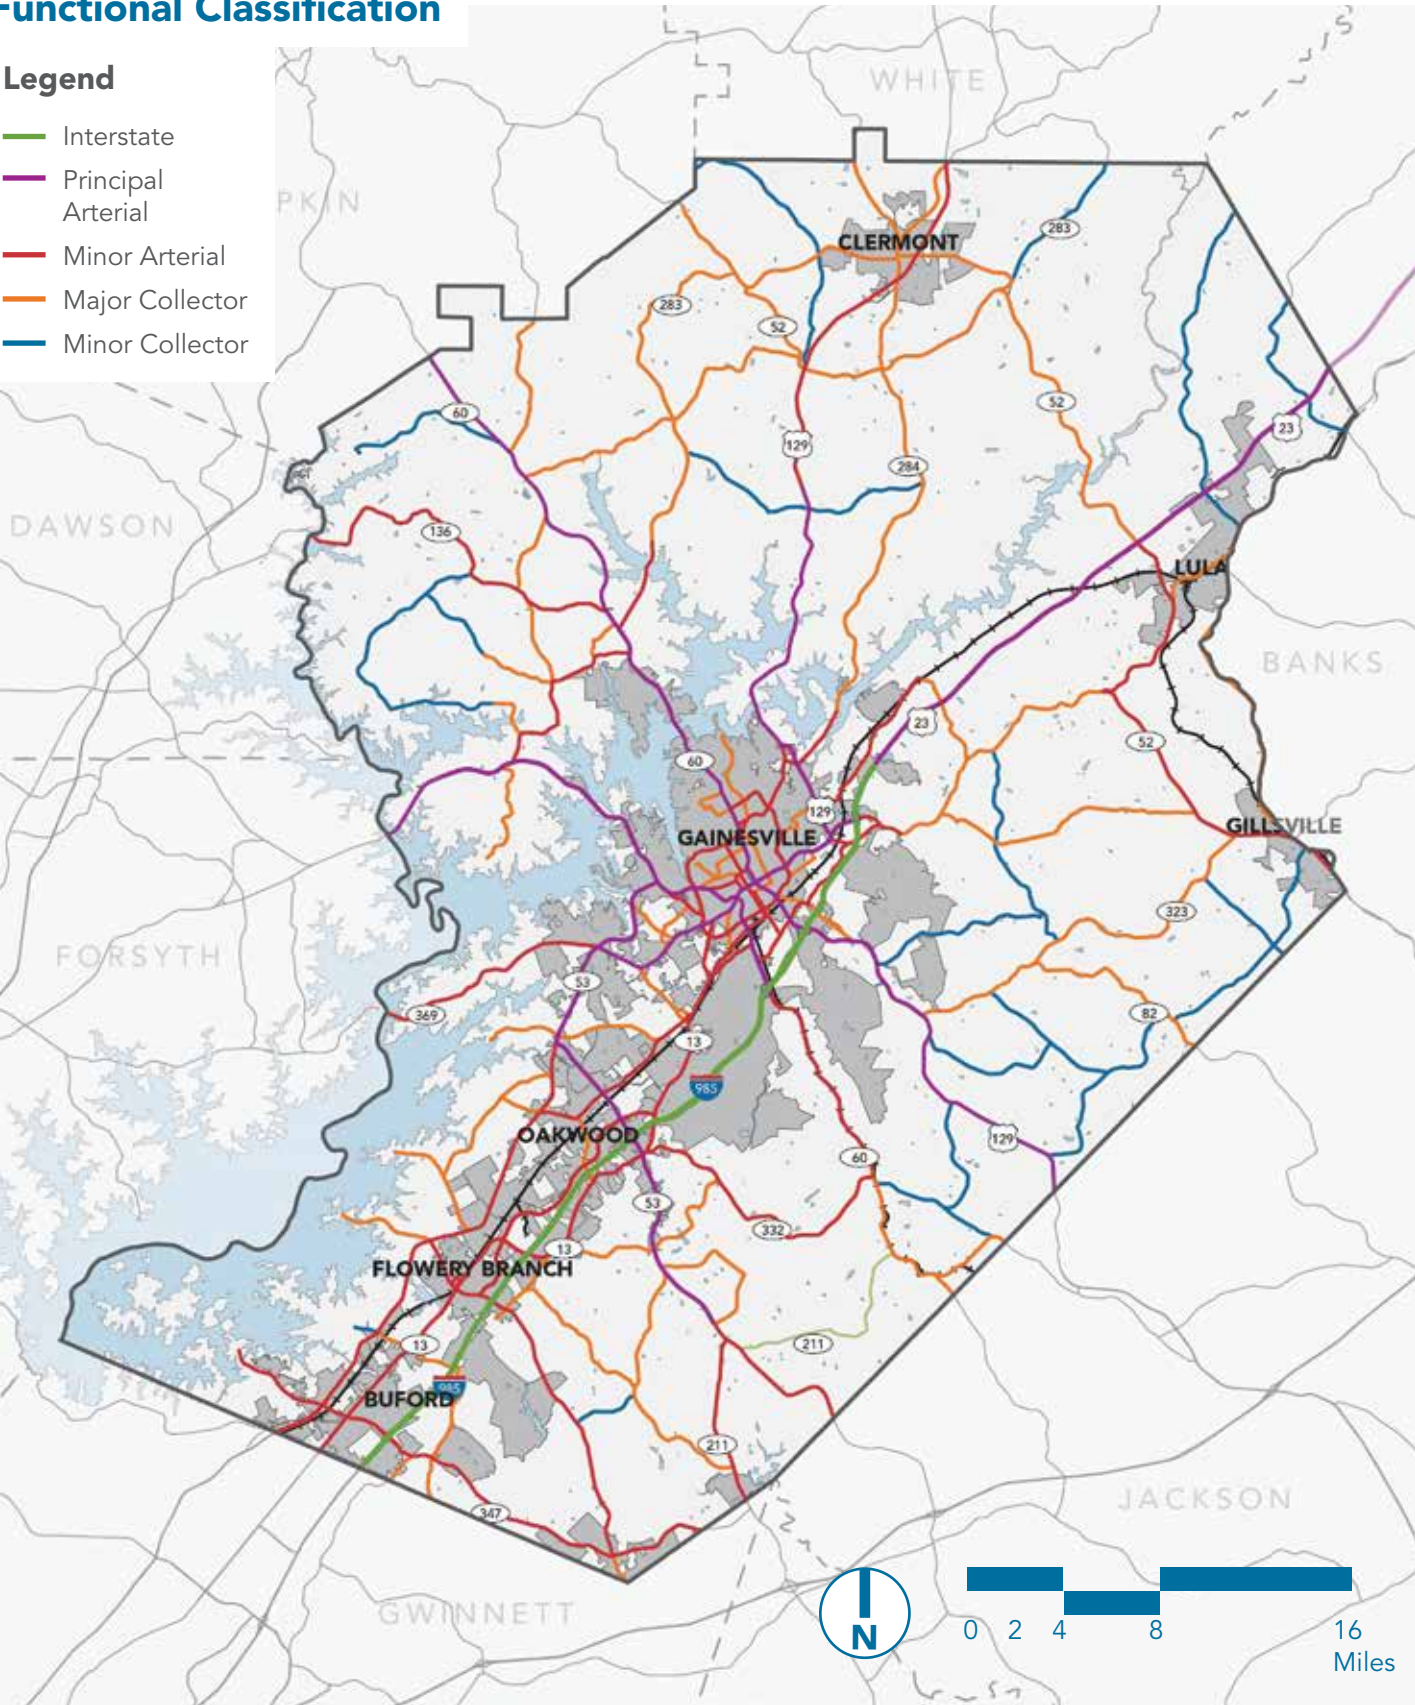 Functional Classification
Legend
Interstate
Principal
Arterial
Minor Arterial
Major Collector
Minor Collector
WHITE
PKIN
CLERMONT
283
283
52
60
52
23
129
284
DAWSON
136
LULA
BANKS
23
52
60
129
GAINESVILLE
GILLSVILLE
323
FORSYTH
53
369
82
13
985
OAKWOOD
129
60
53
332
13
FLOWERY BRANCH
13
211
985
BUFORD
211
347
JACKSON
GWINNETT
N
0 2 4 8 16
Miles